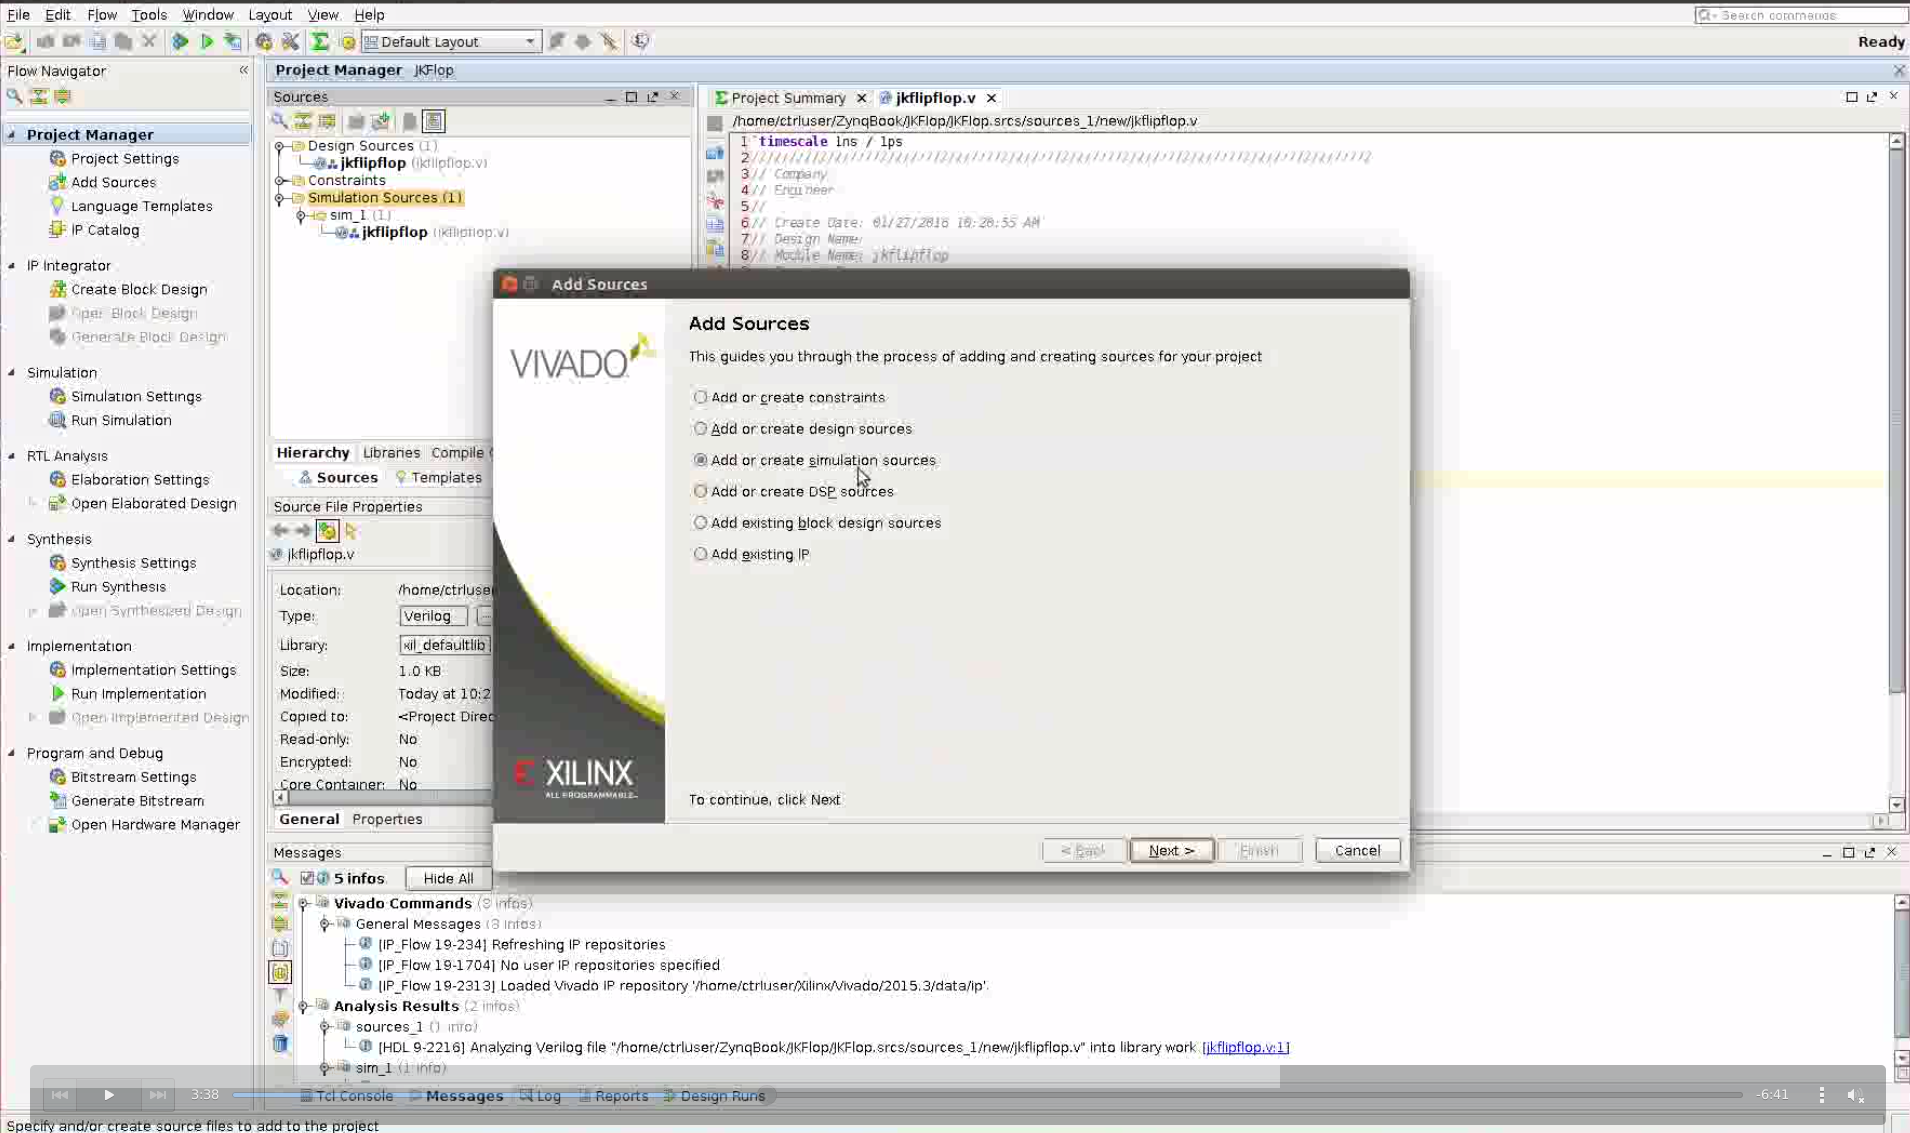 File Edit Flow Tools Window Layout View Help
Search commands
Default Layout
Ready
Flow Navigator
Project Manager
Project Settings
Add Sources
Language Templates
IP Catalog
IP Integrator
Create Block Design
Open Block Design
Generate Block Design
Simulation
Simulation Settings
Run Simulation
RTL Analysis
Elaboration Settings
Open Elaborated Design
Synthesis
Synthesis Settings
Run Synthesis
Open Synthesized Design
Implementation
Implementation Settings
Run Implementation
Open Implemented Design
Program and Debug
Bitstream Settings
Generate Bitstream
Open Hardware Manager
Project Manager JKFlop
Sources
Design Sources (1)
jkflipflop (jkflipflop.v)
Constraints
Simulation Sources (1)
sim_1 (1)
jkflipflop (jkflipflop.v)
Hierarchy Libraries Compile
Sources Templates
Source File Properties
jkflipflop.v
Location: /home/ctrluse
Type: Verilog
Library: xil_defaultlib
Size: 1.0 KB
Modified: Today at 10:2
Copied to: <Project Direc
Read-only: No
Encrypted: No
Core Container: No
General Properties
Project Summary jkflipflop.v
/home/ctrluser/ZynqBook/JKFlop/JKFlop.srcs/sources_1/new/jkflipflop.v
1 `timescale 1ns / 1ps
2
3 // Company
4 // Engineer
5 //
6 // Create Date: 01/27/2016 10:20:55 AM
7 // Design Name:
8 // Module Name: jkflipflop
Add Sources
VIVADO
XILINX
ALL PROGRAMMABLE
Add Sources
This guides you through the process of adding and creating sources for your project
Add or create constraints
Add or create design sources
Add or create simulation sources
Add or create DSP sources
Add existing block design sources
Add existing IP
To continue, click Next
< Back Next > Finish Cancel
Messages
5 infos Hide All
Vivado Commands (3 infos)
General Messages (3 infos)
[IP_Flow 19-234] Refreshing IP repositories
[IP_Flow 19-1704] No user IP repositories specified
[IP_Flow 19-2313] Loaded Vivado IP repository '/home/ctrluser/Xilinx/Vivado/2015.3/data/ip'.
Analysis Results (2 infos)
sources_1 (1 info)
[HDL 9-2216] Analyzing Verilog file "/home/ctrluser/ZynqBook/JKFlop/JKFlop.srcs/sources_1/new/jkflipflop.v" into library work [jkflipflop.v:1]
sim_1 (1 info)
3:38 -6:41
Tcl Console Messages Log Reports Design Runs
Specify and/or create source files to add to the project